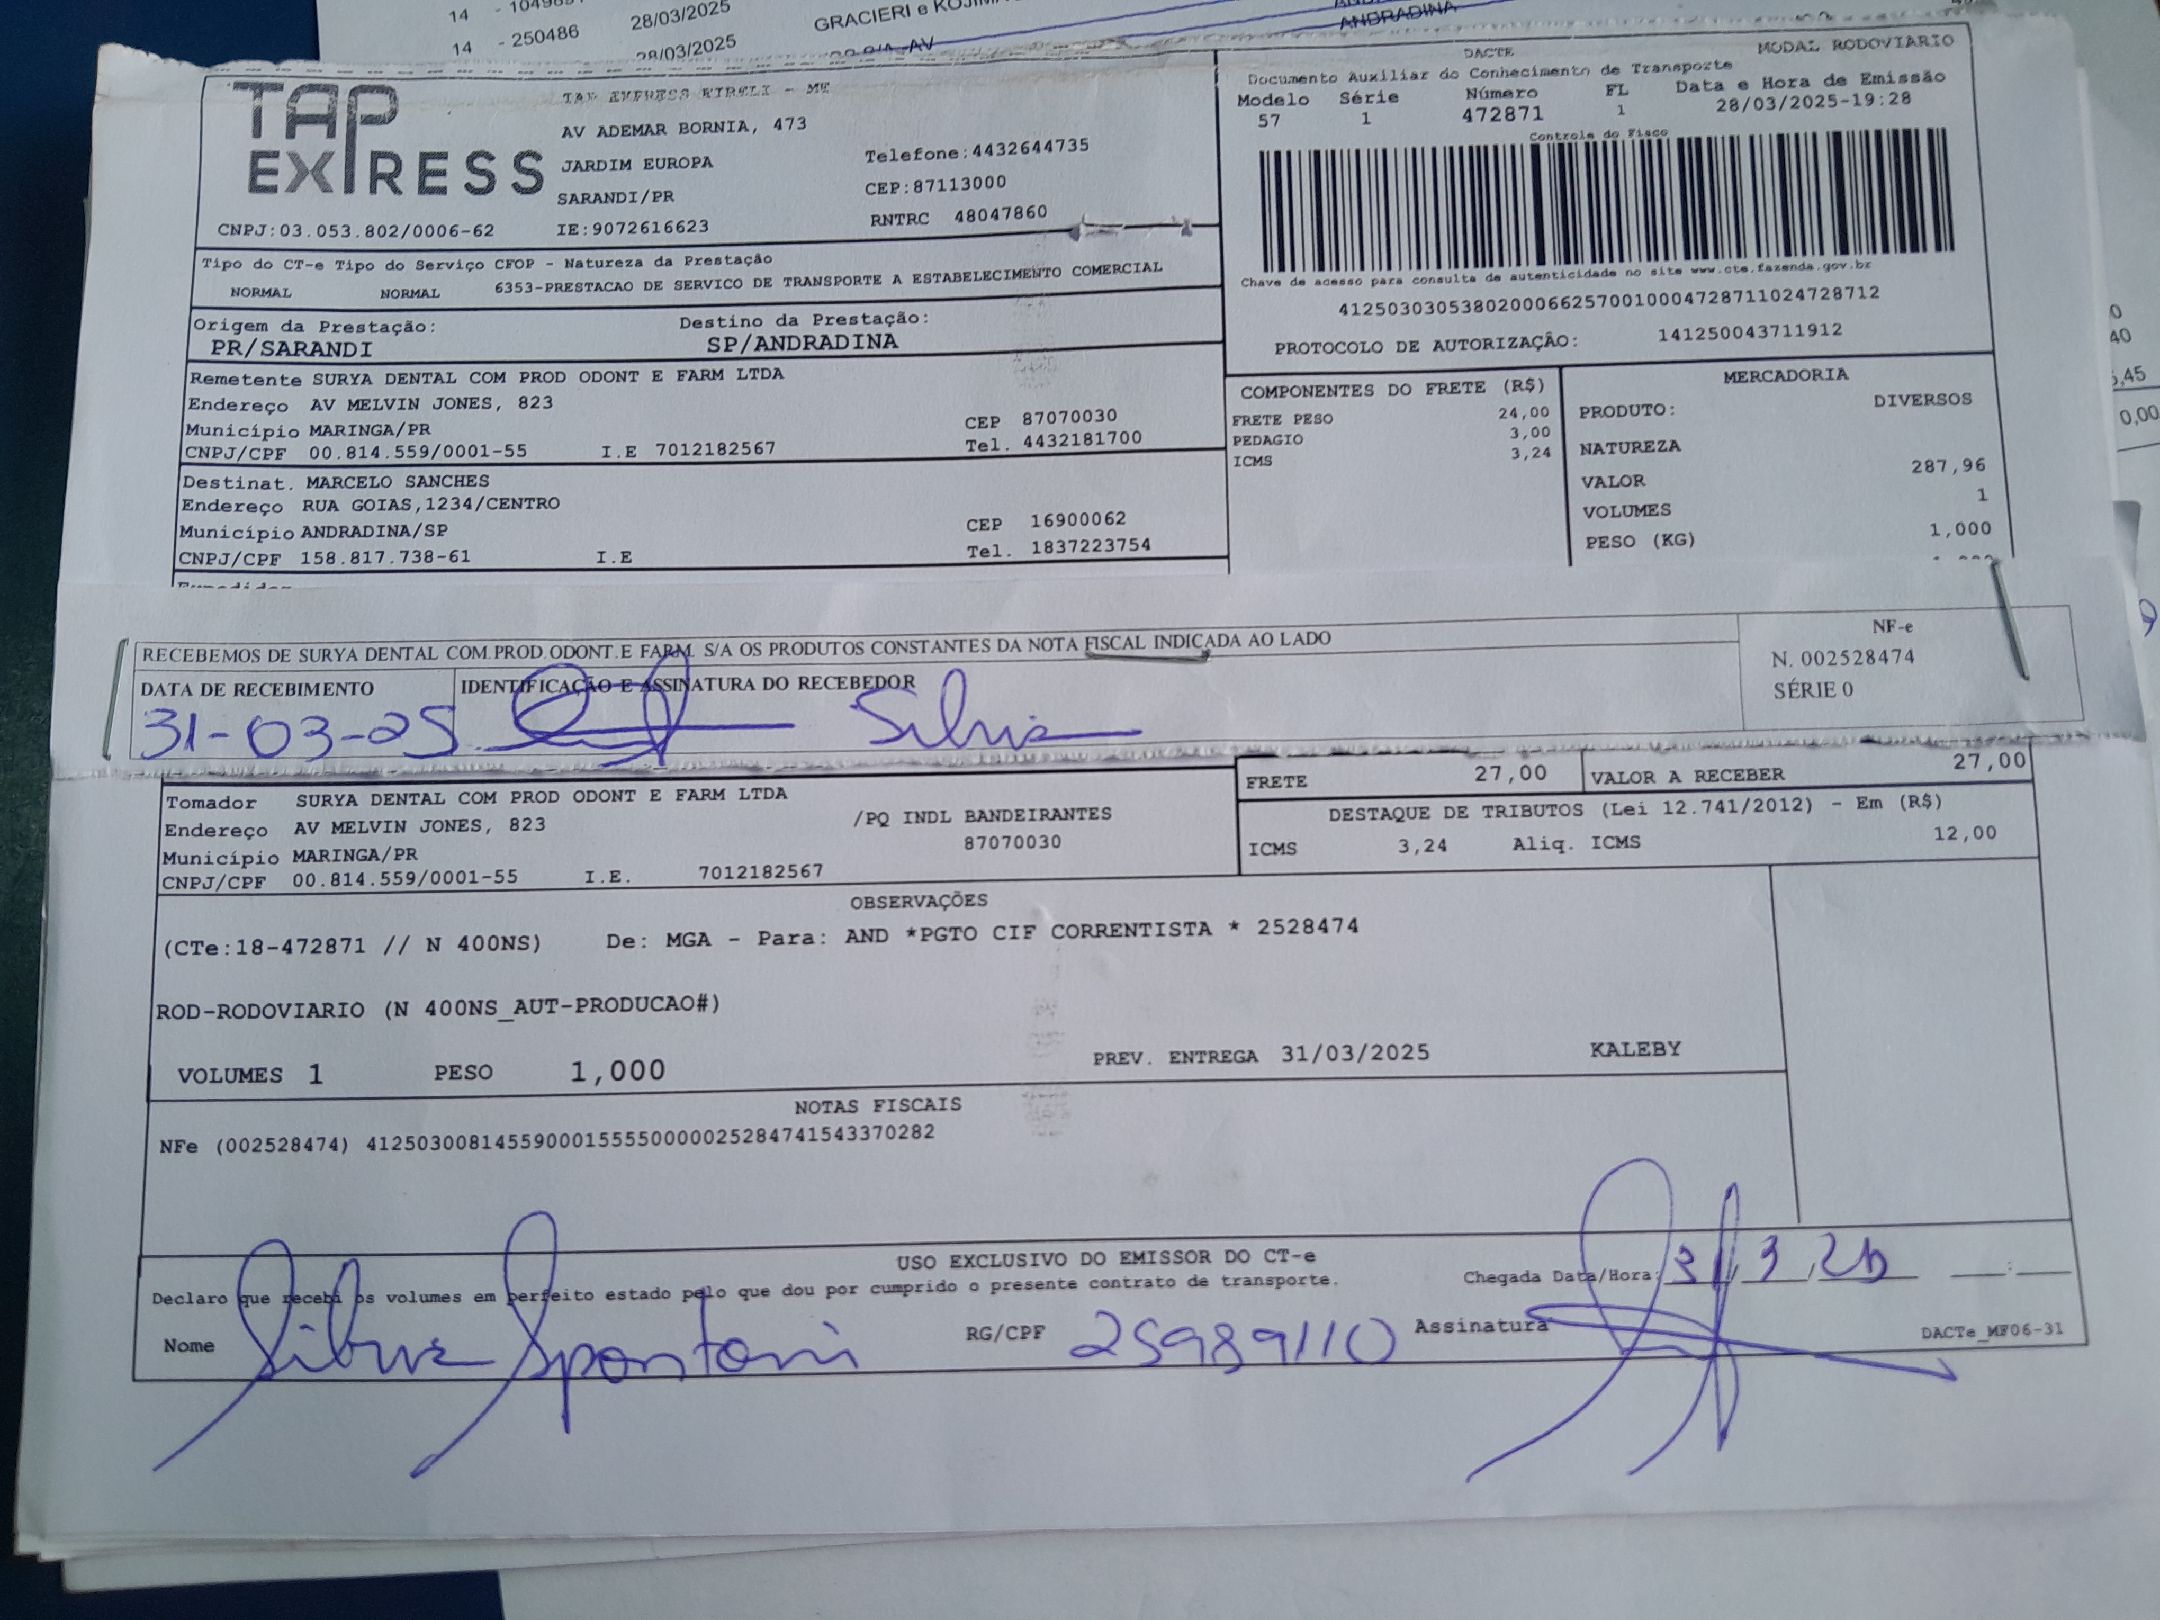 14
28/03/2025
14 - 250486
28/03/2025
GRACIERI e
ANDRADINA
TAP EXPRESS
TAP EXPRESS EIRELI - ME
AV ADEMAR BORNIA, 473
JARDIM EUROPA
Telefone:4432644735
SARANDI/PR
CEP:87113000
CNPJ:03.053.802/0006-62
IE:9072616623
RNTRC 48047860
DACTE
MODAL RODOVIÁRIO
Documento Auxiliar do Conhecimento de Transporte
Modelo Série Número FL Data e Hora de Emissão
57 1 472871 1 28/03/2025-19:28
Controle do Fisco
Chave de acesso para consulta de autenticidade no site www.cte.fazenda.gov.br
41250303053802000662570010004728711024728712
PROTOCOLO DE AUTORIZAÇÃO: 141250043711912
Tipo do CT-e Tipo do Serviço CFOP - Natureza da Prestação
NORMAL NORMAL 6353-PRESTACAO DE SERVICO DE TRANSPORTE A ESTABELECIMENTO COMERCIAL
Origem da Prestação: Destino da Prestação:
PR/SARANDI SP/ANDRADINA
Remetente SURYA DENTAL COM PROD ODONT E FARM LTDA
Endereço AV MELVIN JONES, 823
Município MARINGA/PR CEP 87070030
CNPJ/CPF 00.814.559/0001-55 I.E 7012182567 Tel. 4432181700
Destinat. MARCELO SANCHES
Endereço RUA GOIAS,1234/CENTRO
Município ANDRADINA/SP CEP 16900062
CNPJ/CPF 158.817.738-61 I.E Tel. 1837223754
COMPONENTES DO FRETE (R$)
FRETE PESO 24,00
PEDAGIO 3,00
ICMS 3,24
MERCADORIA
PRODUTO: DIVERSOS
NATUREZA
VALOR 287,96
VOLUMES 1
PESO (KG) 1,000
RECEBEMOS DE SURYA DENTAL COM.PROD.ODONT.E FARM. S/A OS PRODUTOS CONSTANTES DA NOTA FISCAL INDICADA AO LADO
DATA DE RECEBIMENTO
IDENTIFICAÇÃO E ASSINATURA DO RECEBEDOR
31-03-25 Silvia
NF-e
N. 002528474
SÉRIE 0
FRETE 27,00 VALOR A RECEBER 27,00
DESTAQUE DE TRIBUTOS (Lei 12.741/2012) - Em (R$)
ICMS 3,24 Aliq. ICMS 12,00
Tomador SURYA DENTAL COM PROD ODONT E FARM LTDA
Endereço AV MELVIN JONES, 823 /PQ INDL BANDEIRANTES
Município MARINGA/PR 87070030
CNPJ/CPF 00.814.559/0001-55 I.E. 7012182567
OBSERVAÇÕES
(CTe:18-472871 // N 400NS) De: MGA - Para: AND *PGTO CIF CORRENTISTA * 2528474
ROD-RODOVIARIO (N 400NS_AUT-PRODUCAO#)
VOLUMES 1 PESO 1,000 PREV. ENTREGA 31/03/2025 KALEBY
NOTAS FISCAIS
NFe (002528474) 41250300814559000155550000025284741543370282
USO EXCLUSIVO DO EMISSOR DO CT-e
Declaro que recebi os volumes em perfeito estado pelo que dou por cumprido o presente contrato de transporte.
Chegada Data/Hora: 31/3/25 :
Nome Silvia Spontoni RG/CPF 25989110 Assinatura
DACTe_MF06-31
40
0,00